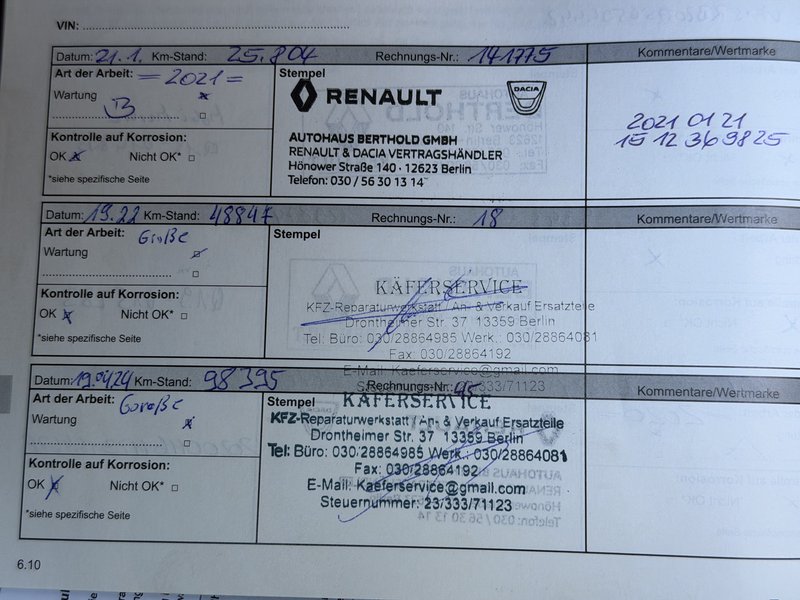 VIN:
Datum: 21.1. Km-Stand: 25.804 Rechnungs-Nr.: 141775 Kommentare/Wertmarke
Art der Arbeit: = 2021 = Stempel
Wartung
B
RENAULT DACIA
AUTOHAUS BERTHOLD GMBH
RENAULT & DACIA VERTRAGSHÄNDLER
Hönower Straße 140 · 12623 Berlin
Telefon: 030 / 56 30 13 14
2021 01 21
15 12 369825
Kontrolle auf Korrosion:
OK Nicht OK*
*siehe spezifische Seite
Datum: 19.22 Km-Stand: 48847 Rechnungs-Nr.: 18 Kommentare/Wertmarke
Art der Arbeit: Große Stempel
Wartung
KÄFERSERVICE
KFZ-Reparaturwerkstatt / An- & Verkauf Ersatzteile
Drontheimer Str. 37 13359 Berlin
Tel: Büro: 030/28864985 Werk.: 030/28864081
Fax: 030/28864192
E-Mail: Kaeferservice@gmail.com
Kontrolle auf Korrosion:
OK Nicht OK*
*siehe spezifische Seite
Datum: 19.04.24 Km-Stand: 98395 Rechnungs-Nr.: Kommentare/Wertmarke
Art der Arbeit: Stempel
Wartung
KÄFERSERVICE
KFZ-Reparaturwerkstatt / An- & Verkauf Ersatzteile
Drontheimer Str. 37 13359 Berlin
Tel: Büro: 030/28864985 Werk.: 030/28864081
Fax: 030/28864192
E-Mail: Kaeferservice@gmail.com
Steuernummer: 23/333/71123
Kontrolle auf Korrosion:
OK Nicht OK*
*siehe spezifische Seite
6.10